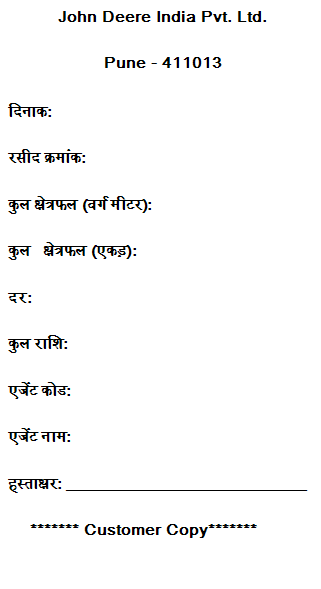 John Deere India Pvt. Ltd.
Pune - 411013
दिनाक:
रसीद क्रमांक:
कुल क्षेत्रफल (वर्ग मीटर):
कुल क्षेत्रफल (एकड़):
दर:
कुल राशि:
एजेंट कोड:
एजेंट नाम:
हस्ताक्षर: ___________________________
******* Customer Copy*******